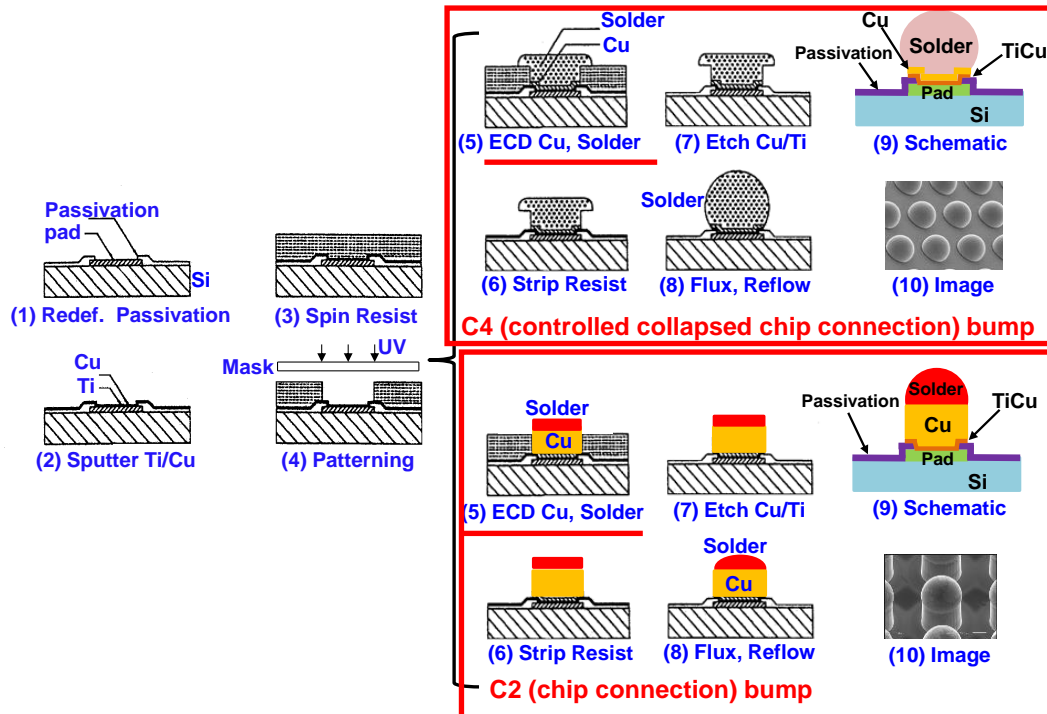 Passivation
pad
Si
(1) Redef. Passivation
Cu
Ti
(2) Sputter Ti/Cu
(3) Spin Resist
UV
Mask
(4) Patterning
Solder
Cu
(5) ECD Cu, Solder
(7) Etch Cu/Ti
Cu
Solder
TiCu
Passivation
Pad
Si
(9) Schematic
(6) Strip Resist
Solder
(8) Flux, Reflow
(10) Image
C4 (controlled collapsed chip connection) bump
Solder
Cu
(5) ECD Cu, Solder
(7) Etch Cu/Ti
Solder
Cu
TiCu
Passivation
Pad
Si
(9) Schematic
(6) Strip Resist
Solder
Cu
(8) Flux, Reflow
(10) Image
C2 (chip connection) bump